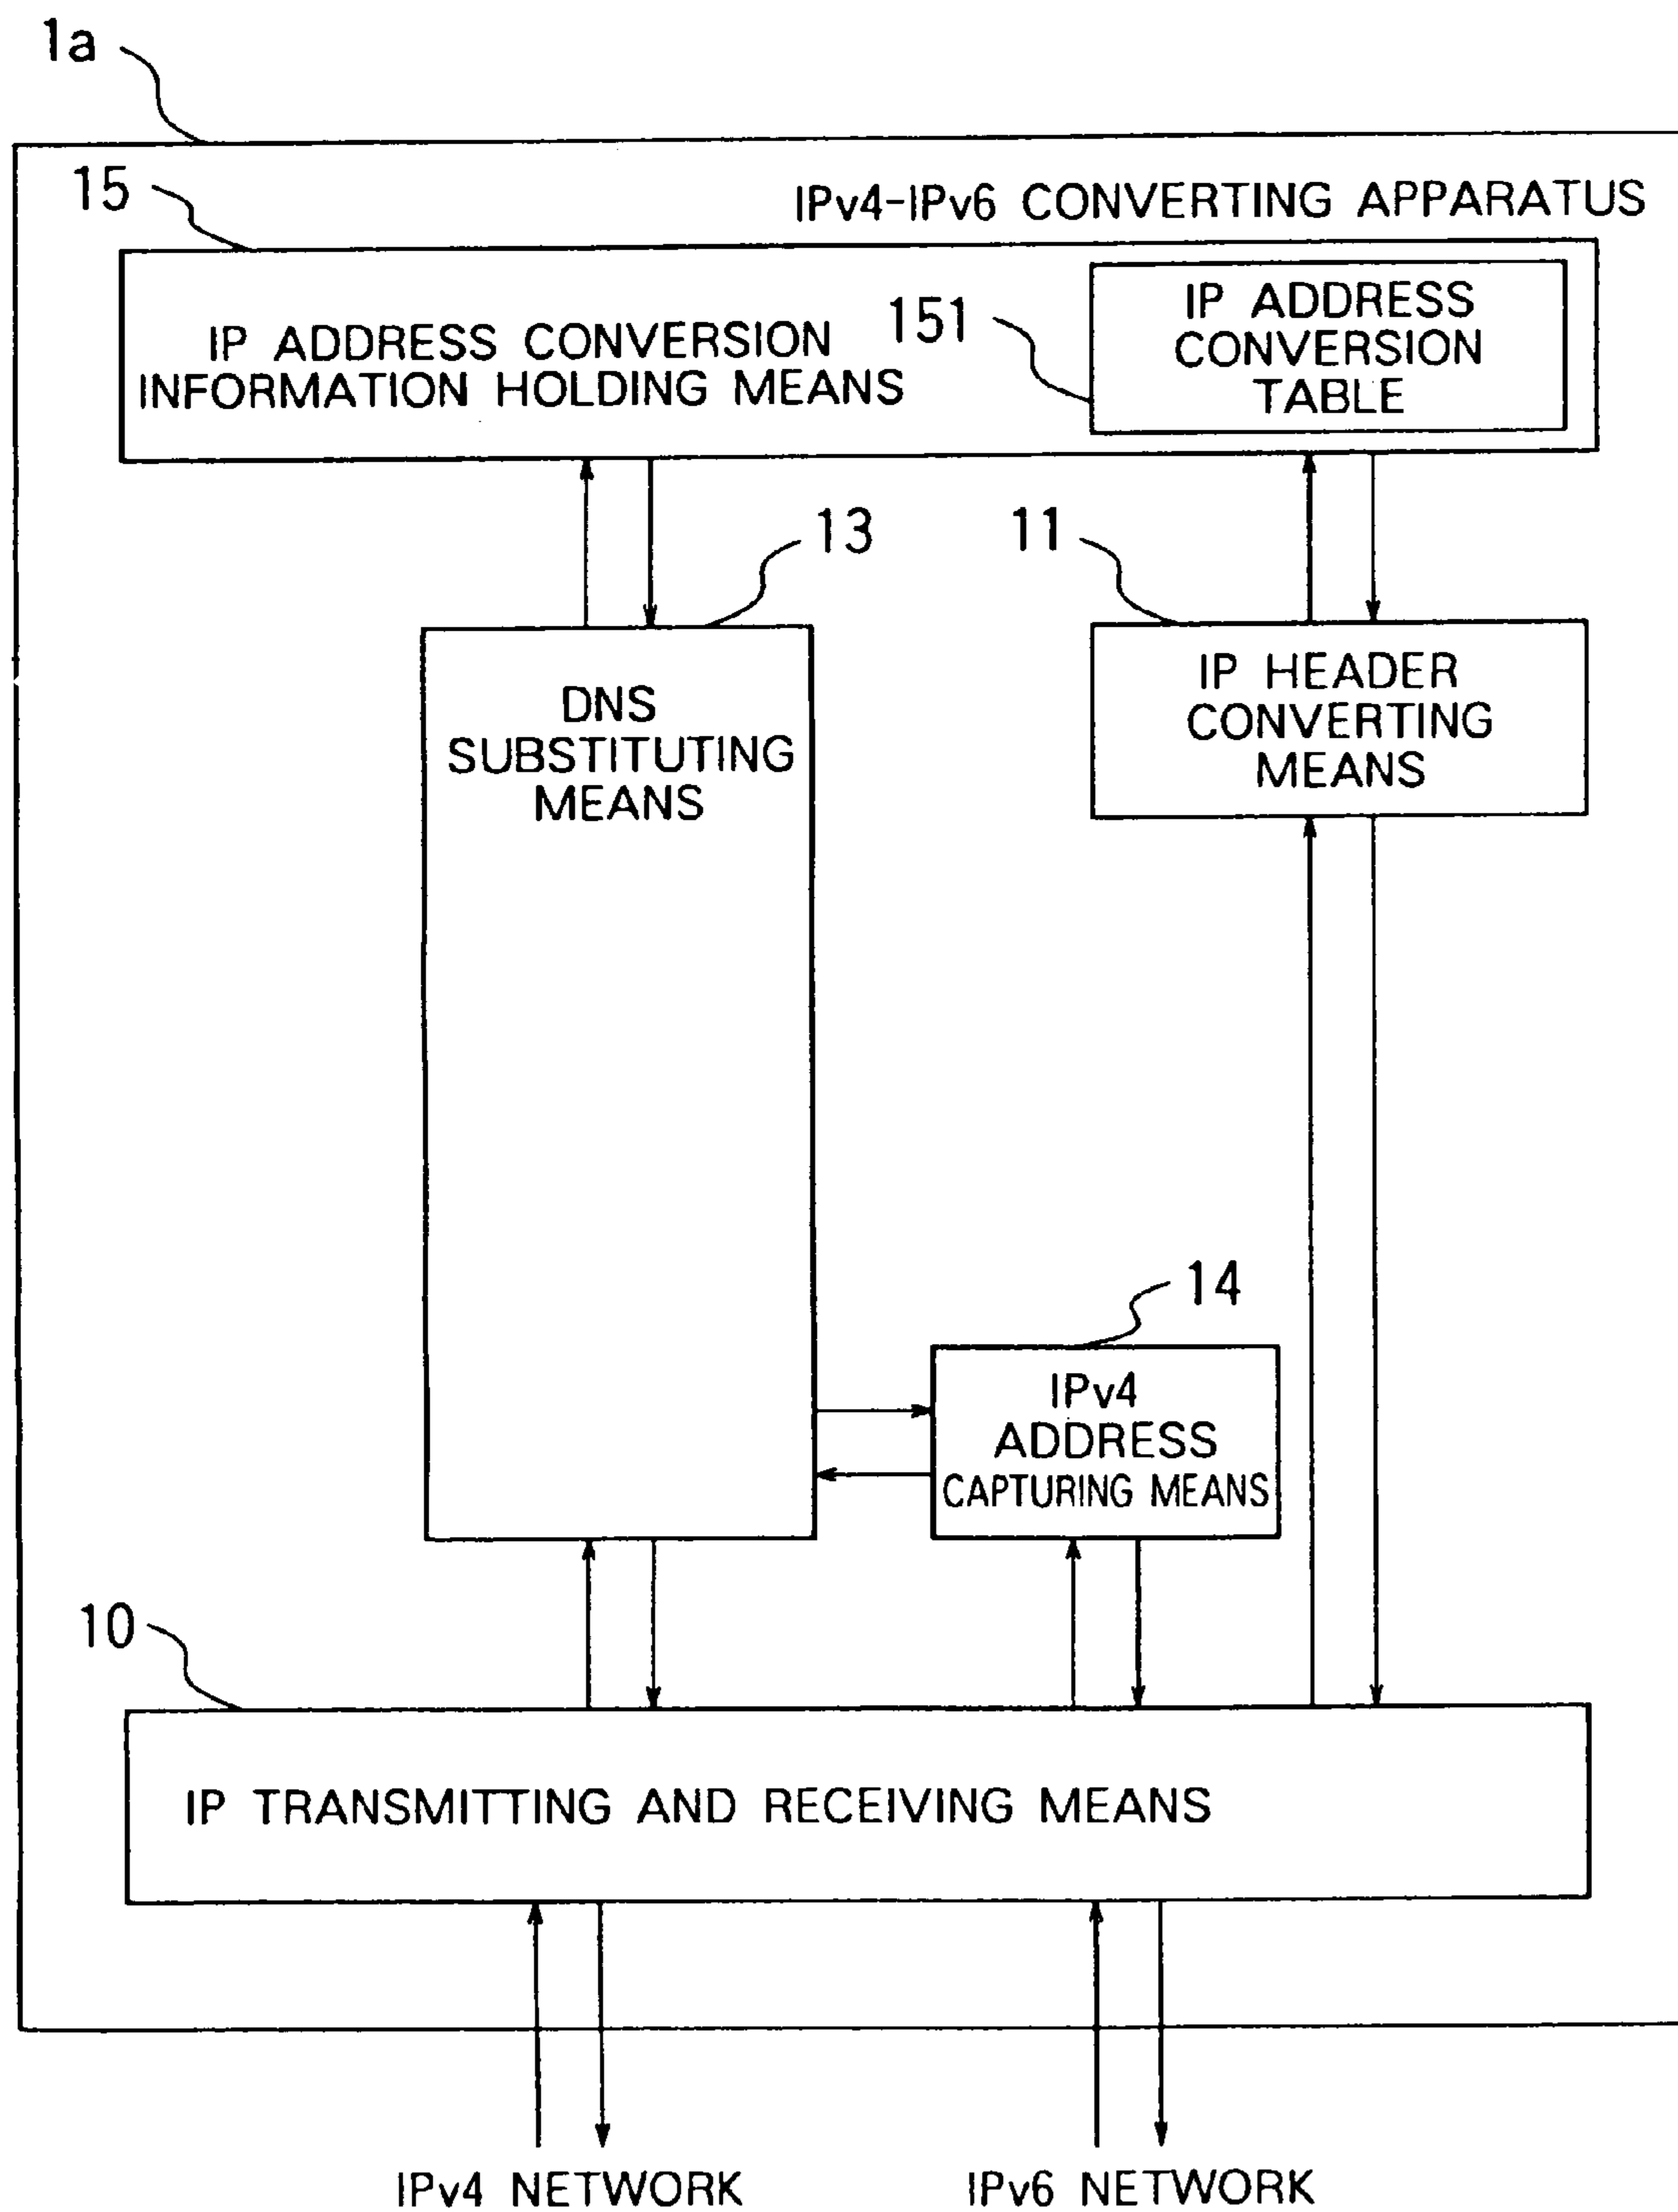 1a
15
IPv4-IPv6 CONVERTING APPARATUS
IP ADDRESS CONVERSION
INFORMATION HOLDING MEANS
151
IP ADDRESS
CONVERSION
TABLE
13
11
DNS
SUBSTITUTING
MEANS
IP HEADER
CONVERTING
MEANS
14
IPv4
ADDRESS
CAPTURING MEANS
10
IP TRANSMITTING AND RECEIVING MEANS
IPv4 NETWORK
IPv6 NETWORK